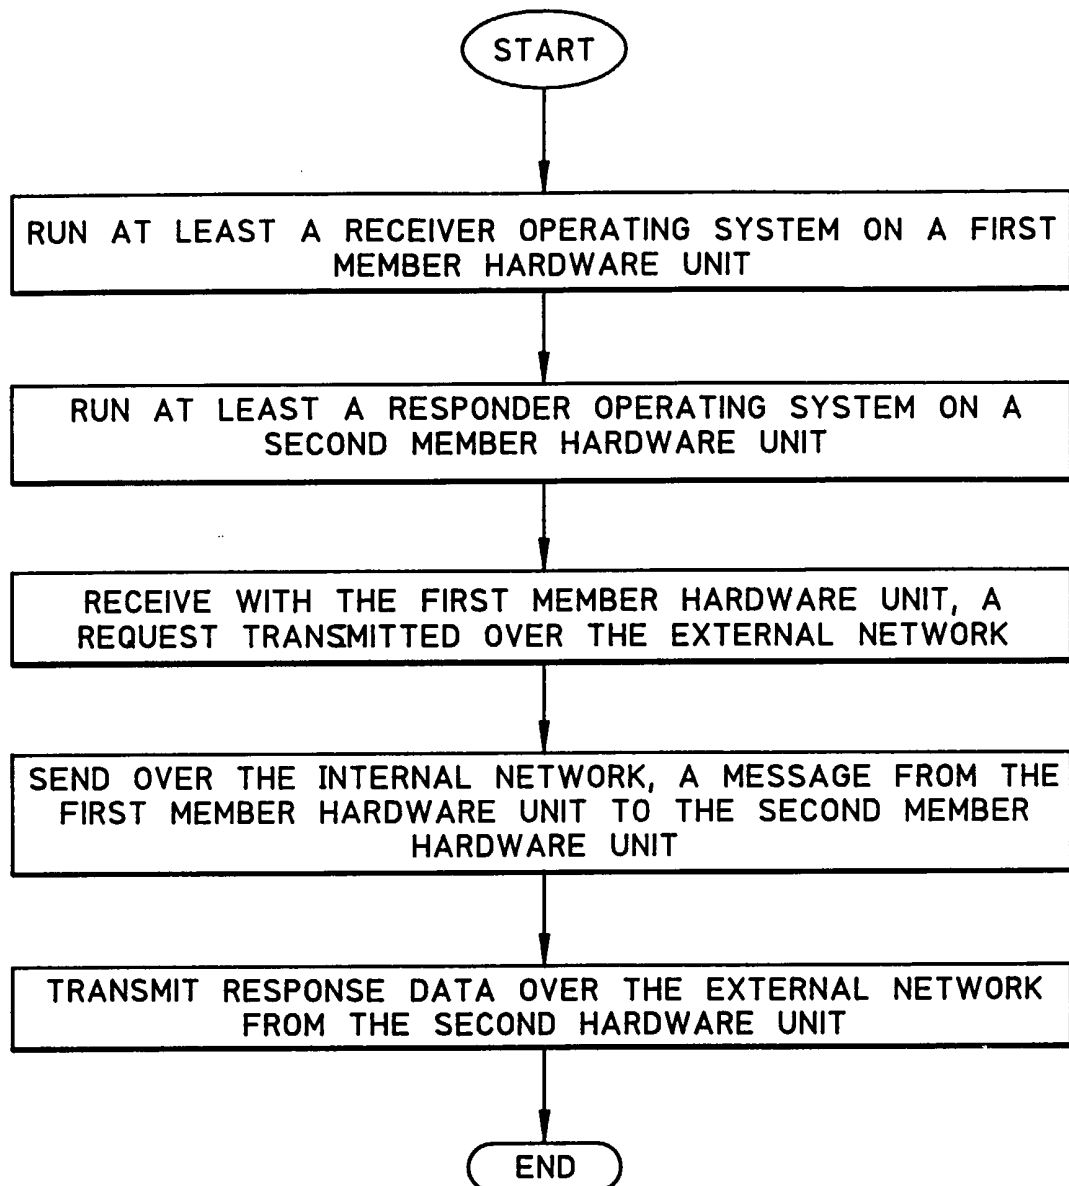 START
RUN AT LEAST A RECEIVER OPERATING SYSTEM ON A FIRST
MEMBER HARDWARE UNIT
RUN AT LEAST A RESPONDER OPERATING SYSTEM ON A
SECOND MEMBER HARDWARE UNIT
RECEIVE WITH THE FIRST MEMBER HARDWARE UNIT, A
REQUEST TRANSMITTED OVER THE EXTERNAL NETWORK
SEND OVER THE INTERNAL NETWORK, A MESSAGE FROM THE
FIRST MEMBER HARDWARE UNIT TO THE SECOND MEMBER
HARDWARE UNIT
TRANSMIT RESPONSE DATA OVER THE EXTERNAL NETWORK
FROM THE SECOND HARDWARE UNIT
END